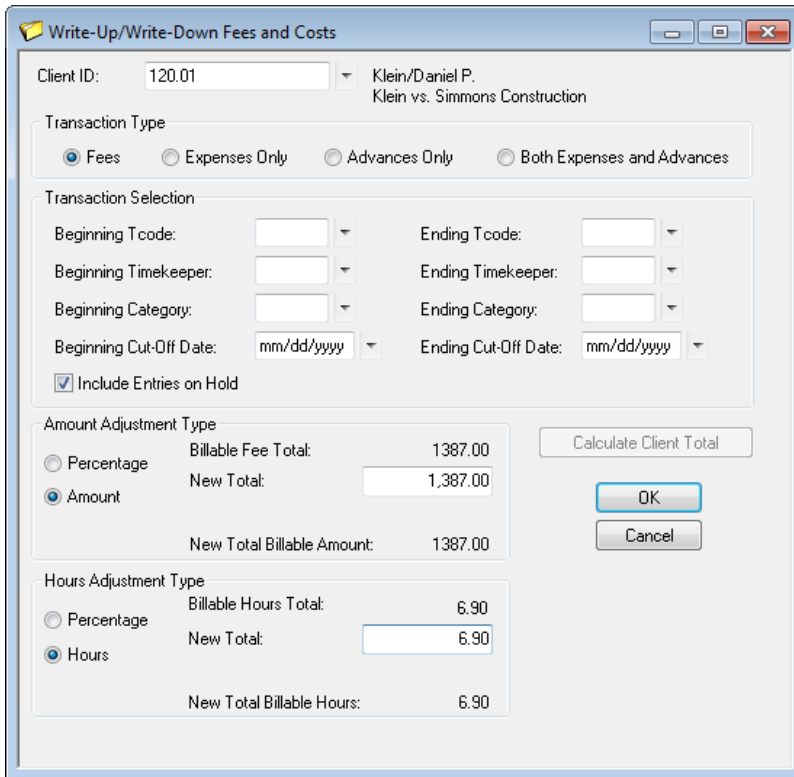 Write-Up/Write-Down Fees and Costs
Client ID: 120.01 Klein/Daniel P.
Klein vs. Simmons Construction
Transaction Type
Fees Expenses Only Advances Only Both Expenses and Advances
Transaction Selection
Beginning Tcode: Ending Tcode:
Beginning Timekeeper: Ending Timekeeper:
Beginning Category: Ending Category:
Beginning Cut-Off Date: mm/dd/yyyy Ending Cut-Off Date: mm/dd/yyyy
Include Entries on Hold
Amount Adjustment Type
Billable Fee Total: 1387.00 Calculate Client Total
Percentage
New Total: 1,387.00
Amount OK
Cancel
New Total Billable Amount: 1387.00
Hours Adjustment Type
Billable Hours Total: 6.90
Percentage
New Total: 6.90
Hours
New Total Billable Hours: 6.90